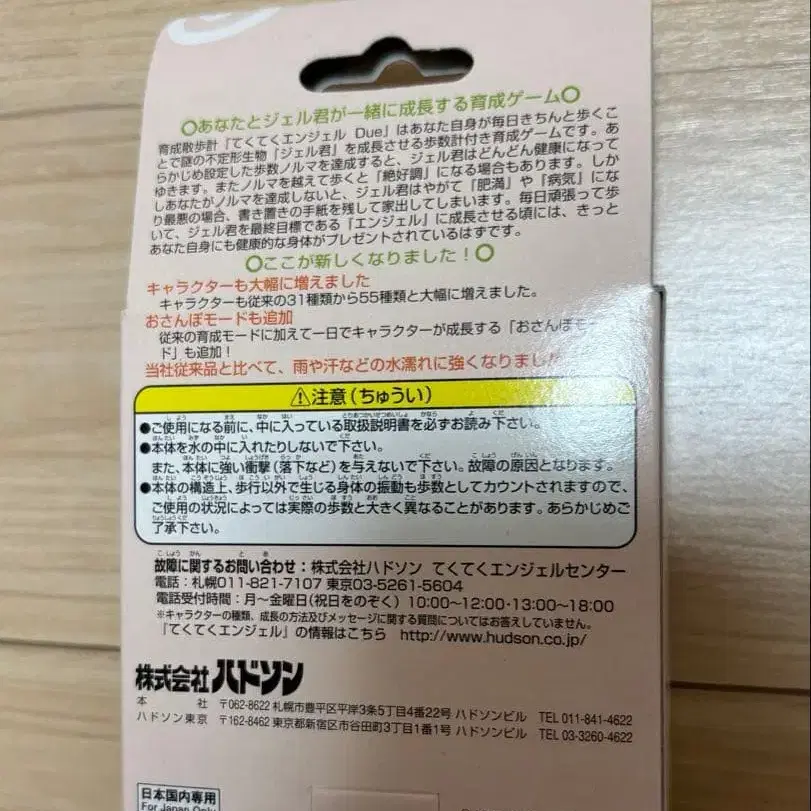 ○あなたとジェル君が一緒に成長する育成ゲーム○
育成散歩計「てくてくエンジェル Due」はあなた自身が毎日きちんと歩くこ
とで謎の不定形生物「ジェル君」を成長させる歩数計付き育成ゲームです。あ
らかじめ設定した歩数ノルマを達成すると、ジェル君はどんどん健康になって
ゆきます。またノルマを越えて歩くと「絶好調」になる場合もあります。しか
しあなたがノルマを達成しないと、ジェル君はやがて「肥満」や「病気」にな
り最悪の場合、書き置きの手紙を残して家出してしまいます。毎日頑張って歩
いて、ジェル君を最終目標である「エンジェル」に成長させる頃には、きっと
あなた自身にも健康的な身体がプレゼントされているはずです。
○ここが新しくなりました！○
キャラクターも大幅に増えました
キャラクターも従来の31種類から55種類と大幅に増えました。
おさんぽモードも追加
従来の育成モードに加えて一日でキャラクターが成長する「おさんぽモー
ド」も追加！
当社従来品と比べて、雨や汗などの水濡れに強くなりました
⚠注意（ちゅうい）
●ご使用になる前に、中に入っている取扱説明書を必ずお読み下さい。
●本体を水の中に入れたりしないで下さい。
また、本体に強い衝撃（落下など）を与えないで下さい。故障の原因となります。
●本体の構造上、歩行以外で生じる身体の振動も歩数としてカウントされますので、
ご使用の状況によっては実際の歩数と大きく異なることがあります。あらかじめご
了承下さい。
故障に関するお問い合わせ：株式会社ハドソン てくてくエンジェルセンター
電話：札幌011-821-7107 東京03-5261-5604
電話受付時間：月～金曜日(祝日をのぞく) 10:00～12:00・13:00～18:00
※キャラクターの種類、成長の方法及びメッセージに関する質問についてはお答えしていません。
「てくてくエンジェル」の情報はこちら http://www.hudson.co.jp/
株式会社ハドソン
本 社 〒062-8622 札幌市豊平区平岸3条5丁目4番22号 ハドソンビル TEL 011-841-4622
ハドソン東京 〒162-8462 東京都新宿区市谷田町3丁目1番1号 ハドソンビル TEL 03-3260-4622
日本国内専用
For Japan Only